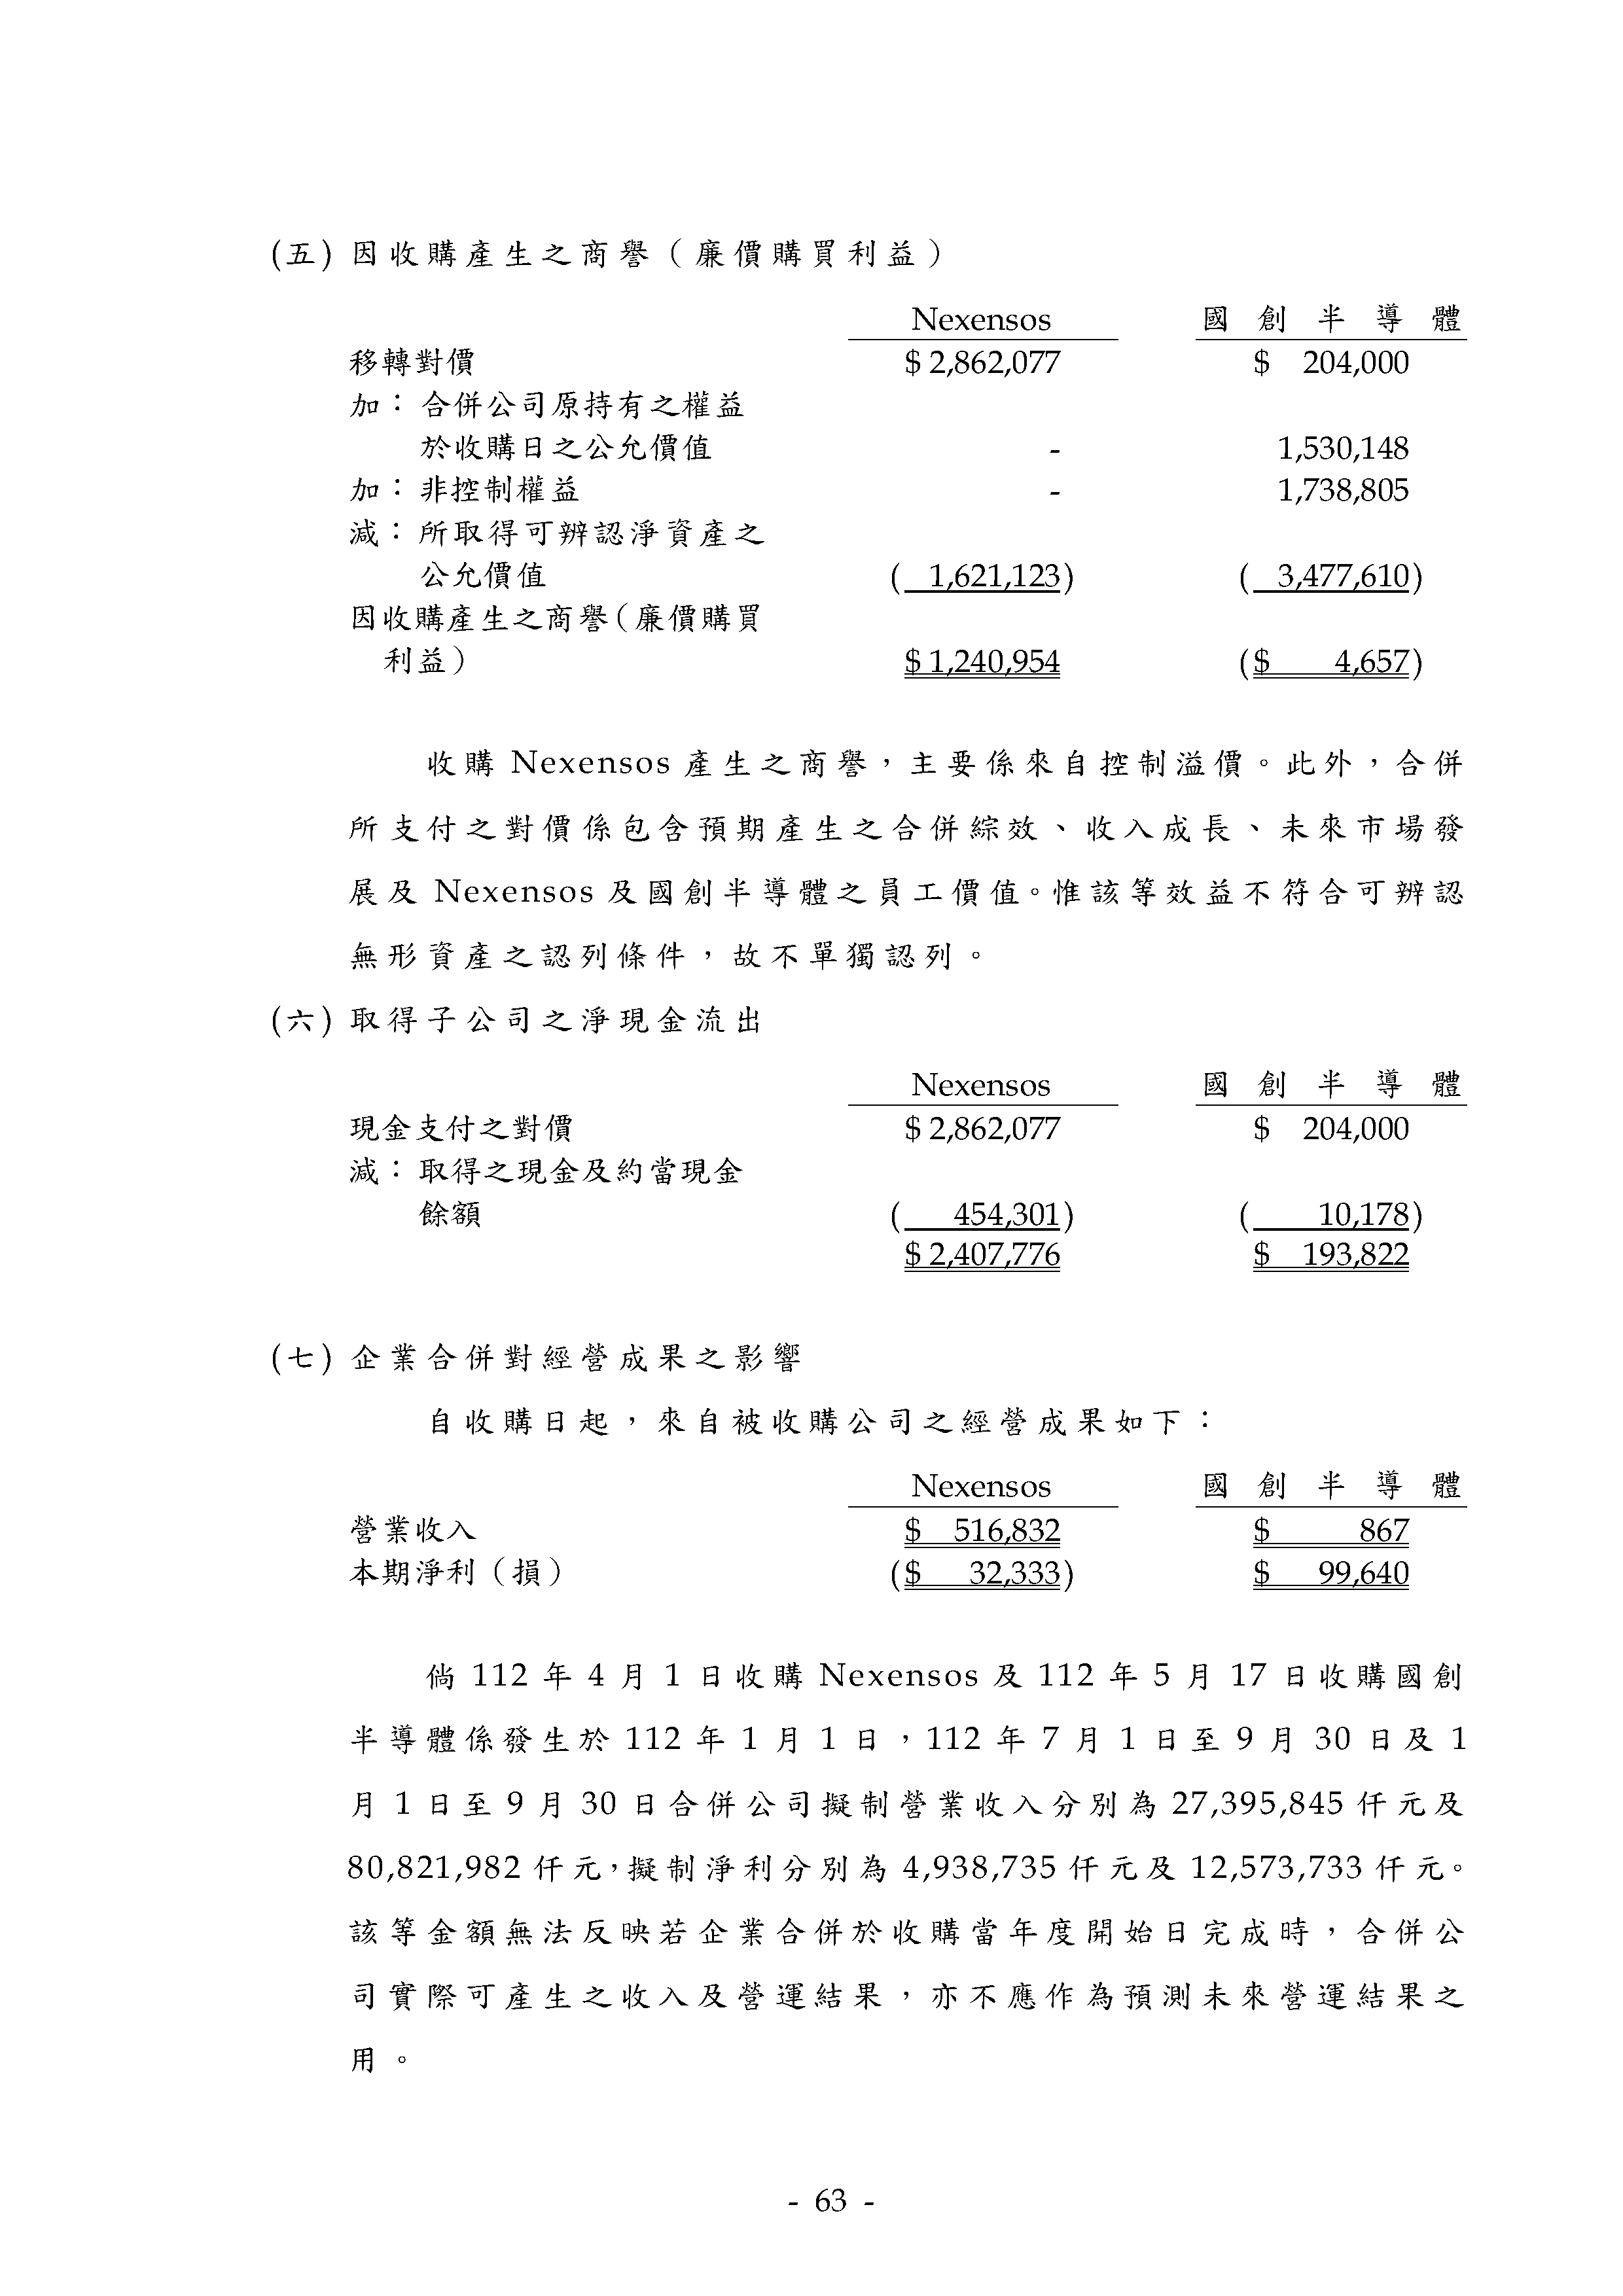 (五) 因收購產生之商譽（廉價購買利益）
Nexensos 國創半導體
移轉對價 $ 2,862,077 $ 204,000
加：合併公司原持有之權益
於收購日之公允價值 - 1,530,148
加：非控制權益 - 1,738,805
減：所取得可辨認淨資產之
公允價值 ( 1,621,123) ( 3,477,610)
因收購產生之商譽（廉價購買
利益） $ 1,240,954 ($ 4,657)
收購 Nexensos 產生之商譽，主要係來自控制溢價。此外，合併
所支付之對價係包含預期產生之合併綜效、收入成長、未來市場發
展及 Nexensos 及國創半導體之員工價值。惟該等效益不符合可辨認
無形資產之認列條件，故不單獨認列。
(六) 取得子公司之淨現金流出
Nexensos 國創半導體
現金支付之對價 $ 2,862,077 $ 204,000
減：取得之現金及約當現金
餘額 ( 454,301) ( 10,178)
$ 2,407,776 $ 193,822
(七) 企業合併對經營成果之影響
自收購日起，來自被收購公司之經營成果如下：
Nexensos 國創半導體
營業收入 $ 516,832 $ 867
本期淨利（損） ($ 32,333) $ 99,640
倘 112 年 4 月 1 日收購 Nexensos 及 112 年 5 月 17 日收購國創
半導體係發生於 112 年 1 月 1 日，112 年 7 月 1 日至 9 月 30 日及 1
月 1 日至 9 月 30 日合併公司擬制營業收入分別為 27,395,845 仟元及
80,821,982 仟元，擬制淨利分別為 4,938,735 仟元及 12,573,733 仟元。
該等金額無法反映若企業合併於收購當年度開始日完成時，合併公
司實際可產生之收入及營運結果，亦不應作為預測未來營運結果之
用。
- 63 -